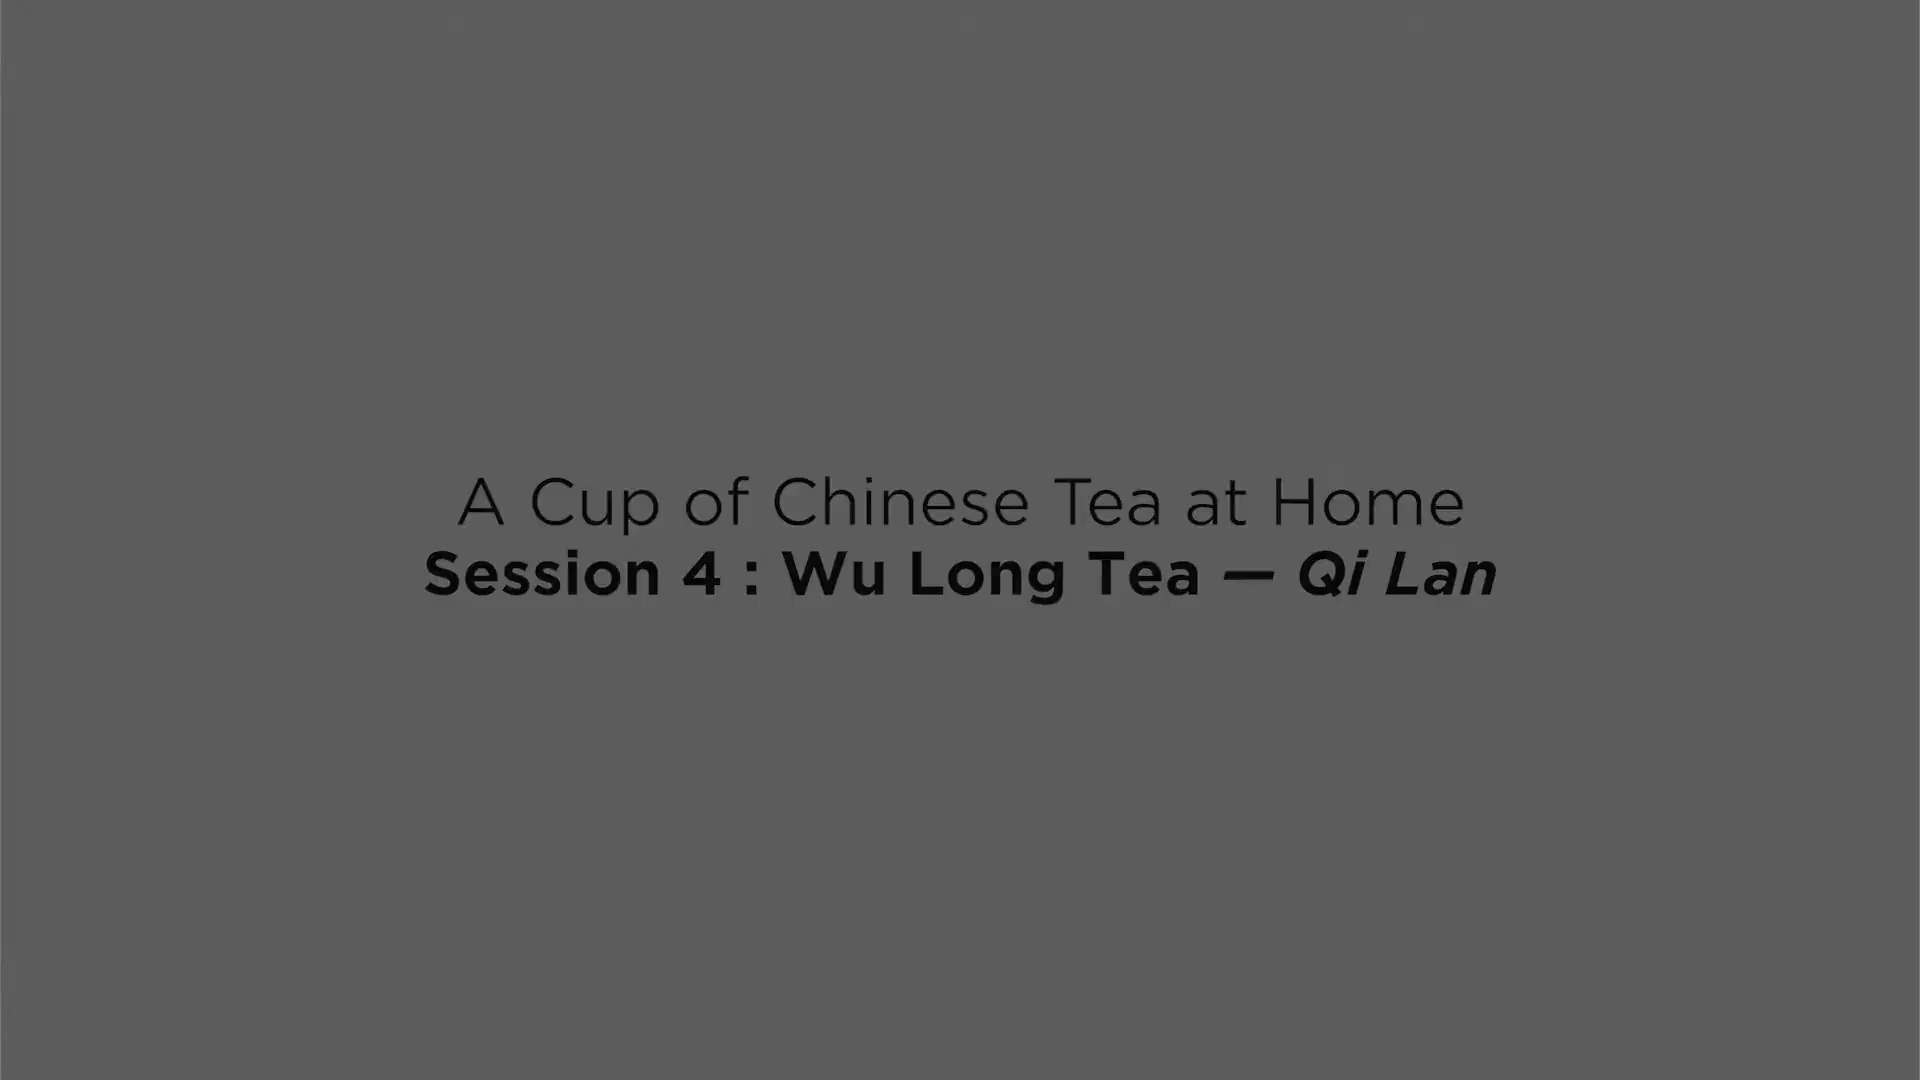 A Cup of Chinese Tea at Home
Session 4 : Wu Long Tea — Qi Lan